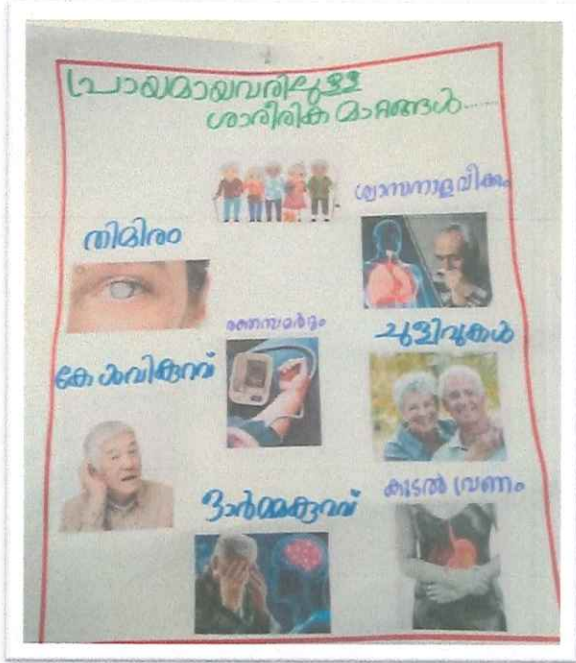 പ്രായമായവരിലുള്ള
ശാരീരിക മാറ്റങ്ങൾ......
ശ്വാസനാളവീക്കം
തിമിരം
രക്തസമ്മർദ്ദം
ചുളിവുകൾ
കേൾവികുറവ്
കുടൽ വ്രണം
ഓർമ്മക്കുറവ്